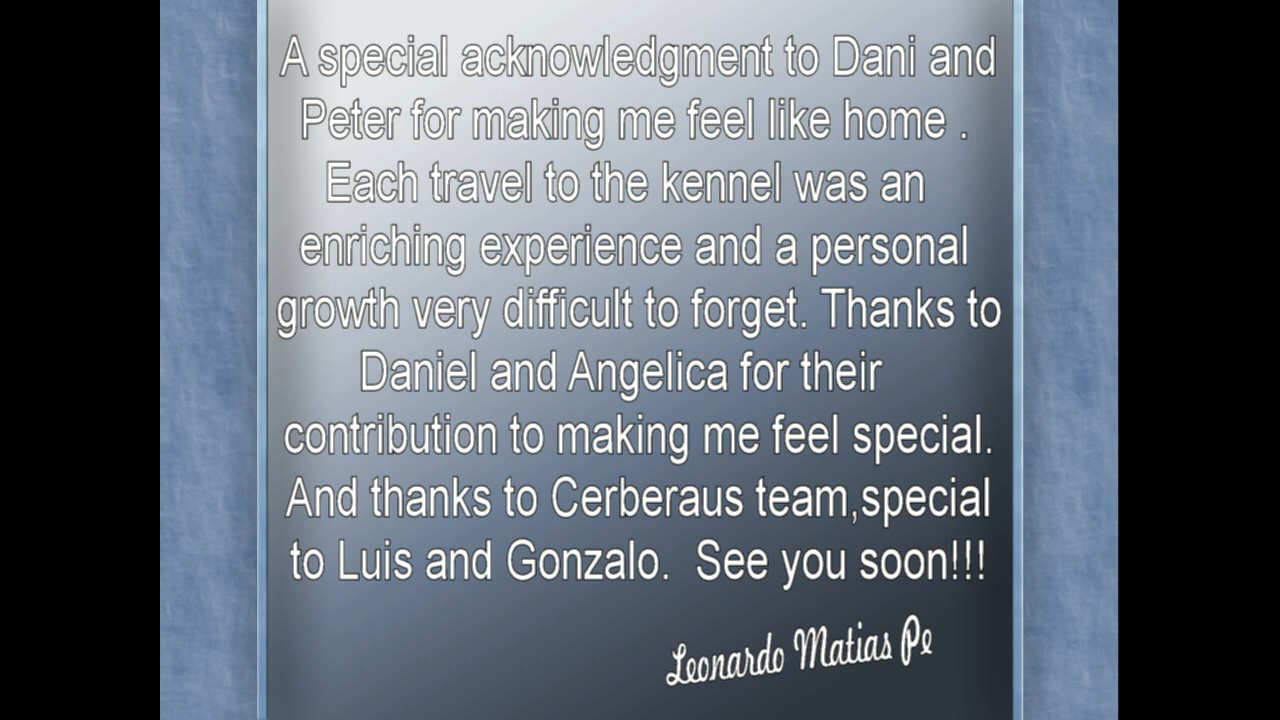 A special acknowledgment to Dani and
Peter for making me feel like home .
Each travel to the kennel was an
enriching experience and a personal
growth very difficult to forget. Thanks to
Daniel and Angelica for their
contribution to making me feel special.
And thanks to Cerberaus team,special
to Luis and Gonzalo.  See you soon!!!
Leonardo Matias Pe